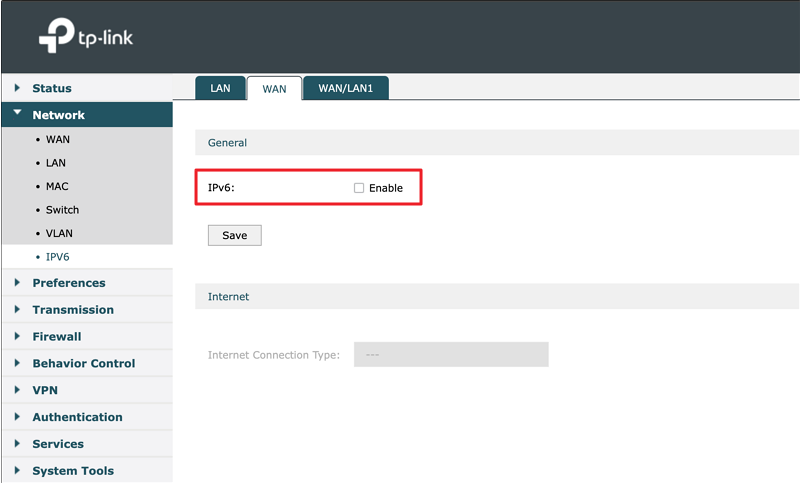 tp-link
Status
Network
WAN
LAN
MAC
Switch
VLAN
IPV6
Preferences
Transmission
Firewall
Behavior Control
VPN
Authentication
Services
System Tools
LAN WAN WAN/LAN1
General
IPv6: Enable
Save
Internet
Internet Connection Type: ---